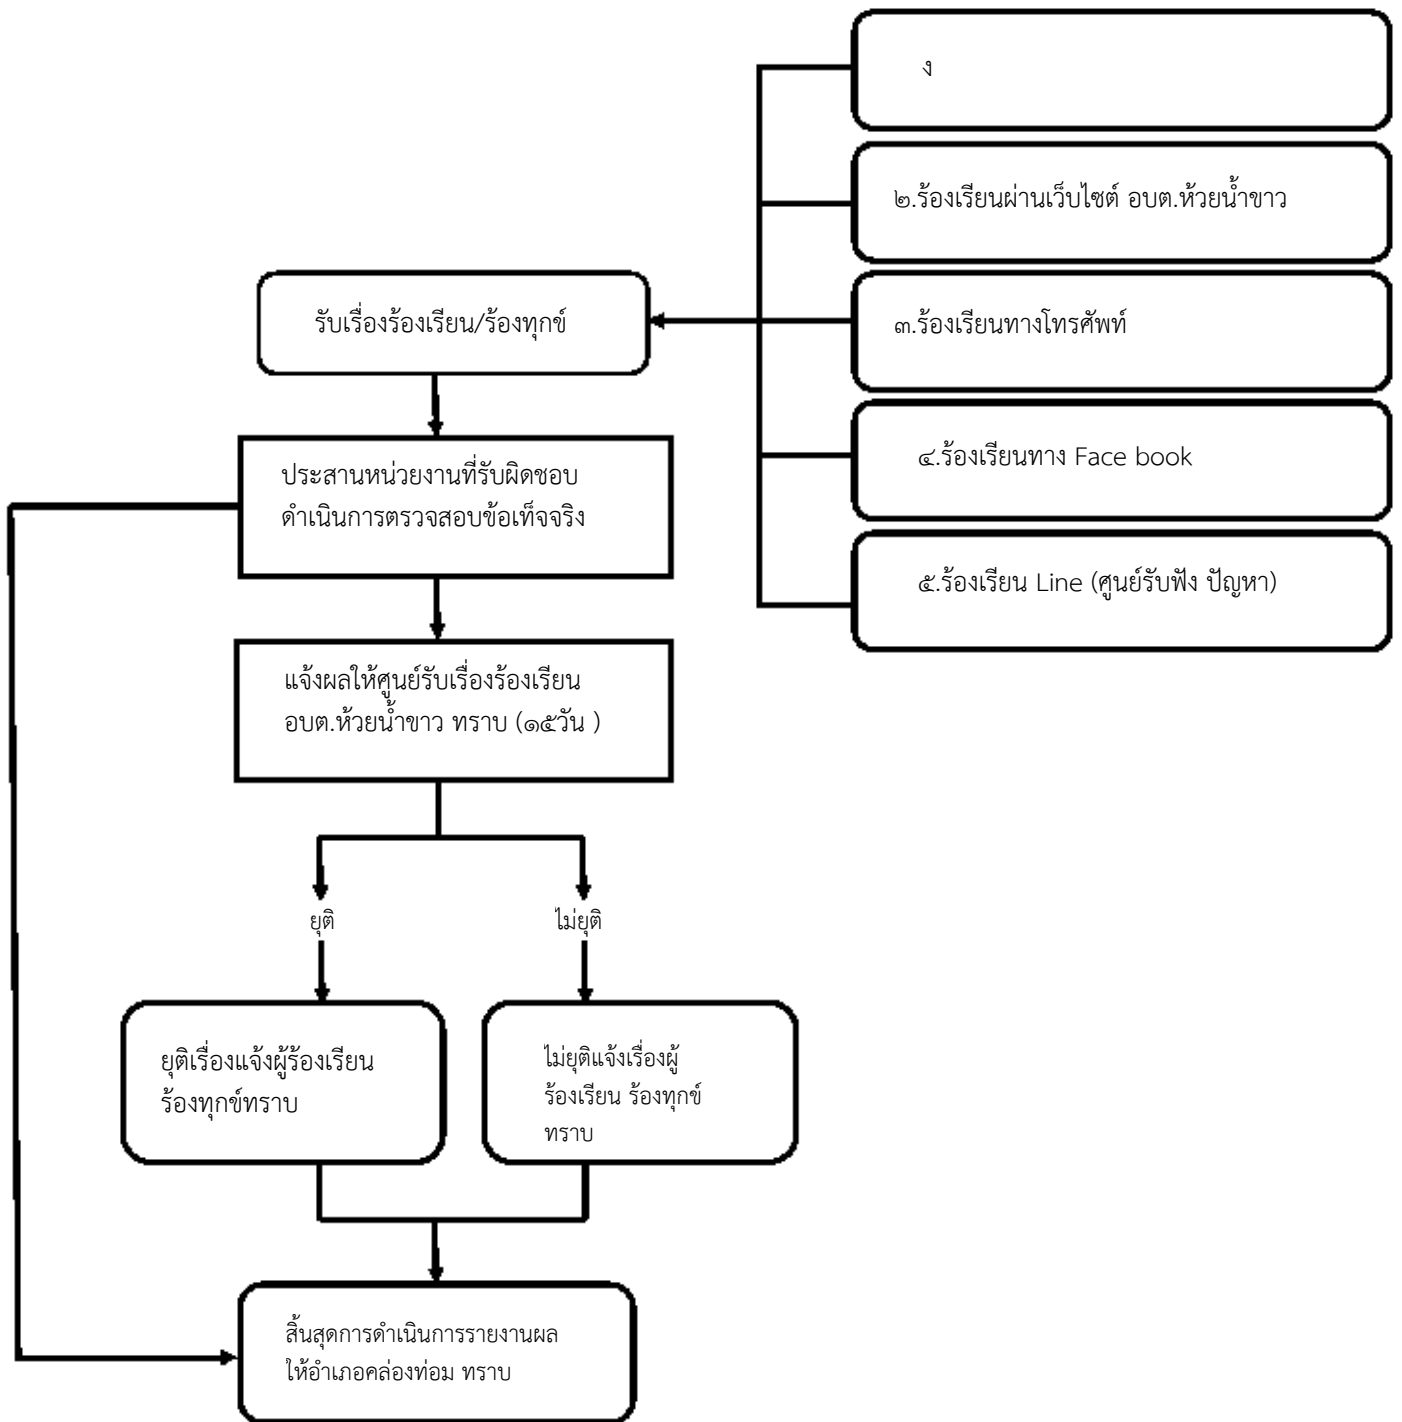 ง
๒.ร้องเรียนผ่านเว็บไซต์ อบต.ห้วยน้ำขาว
รับเรื่องร้องเรียน/ร้องทุกข์
๓.ร้องเรียนทางโทรศัพท์
๔.ร้องเรียนทาง Face book
๕.ร้องเรียน Line (ศูนย์รับฟัง ปัญหา)
ประสานหน่วยงานที่รับผิดชอบ
ดำเนินการตรวจสอบข้อเท็จจริง
แจ้งผลให้ศูนย์รับเรื่องร้องเรียน
อบต.ห้วยน้ำขาว ทราบ (๑๕วัน )
ยุติ
ไม่ยุติ
ยุติเรื่องแจ้งผู้ร้องเรียน
ร้องทุกข์ทราบ
ไม่ยุติแจ้งเรื่องผู้
ร้องเรียน ร้องทุกข์
ทราบ
สิ้นสุดการดำเนินการรายงานผล
ให้อำเภอคล่องท่อม ทราบ